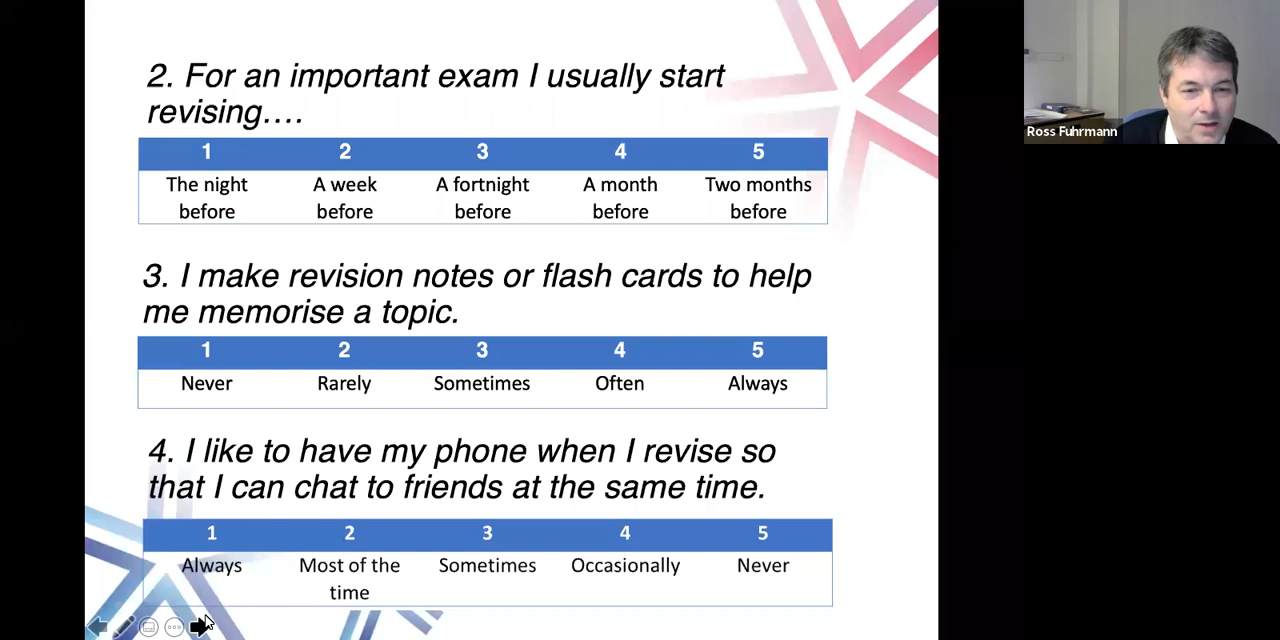 2. For an important exam I usually start
revising….
1 2 3 4 5
The night A week A fortnight A month Two months
before before before before before
3. I make revision notes or flash cards to help
me memorise a topic.
1 2 3 4 5
Never Rarely Sometimes Often Always
4. I like to have my phone when I revise so
that I can chat to friends at the same time.
1 2 3 4 5
Always Most of the Sometimes Occasionally Never
time
Ross Fuhrmann